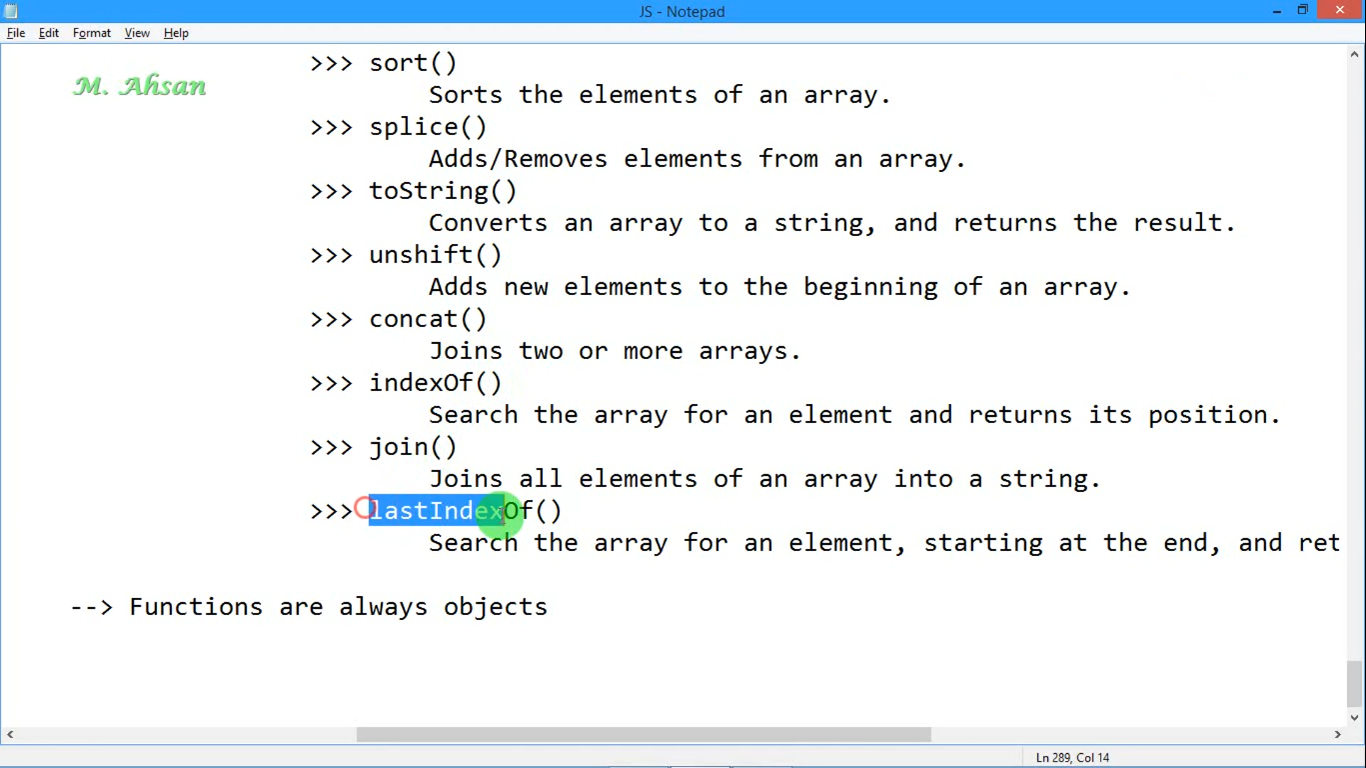 JS - Notepad
File Edit Format View Help
>>> sort()
M. Ahsan
Sorts the elements of an array.
>>> splice()
Adds/Removes elements from an array.
>>> toString()
Converts an array to a string, and returns the result.
>>> unshift()
Adds new elements to the beginning of an array.
>>> concat()
Joins two or more arrays.
>>> indexOf()
Search the array for an element and returns its position.
>>> join()
Joins all elements of an array into a string.
>>> lastIndexOf()
Search the array for an element, starting at the end, and ret
--> Functions are always objects
Ln 289, Col 14